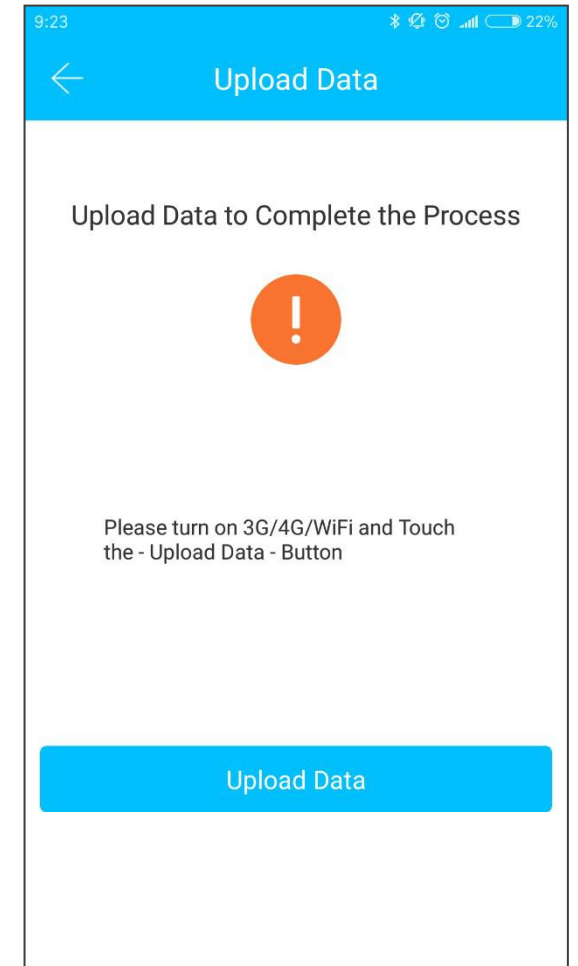 9:23 22%
Upload Data
Upload Data to Complete the Process
!
Please turn on 3G/4G/WiFi and Touch
the - Upload Data - Button
Upload Data